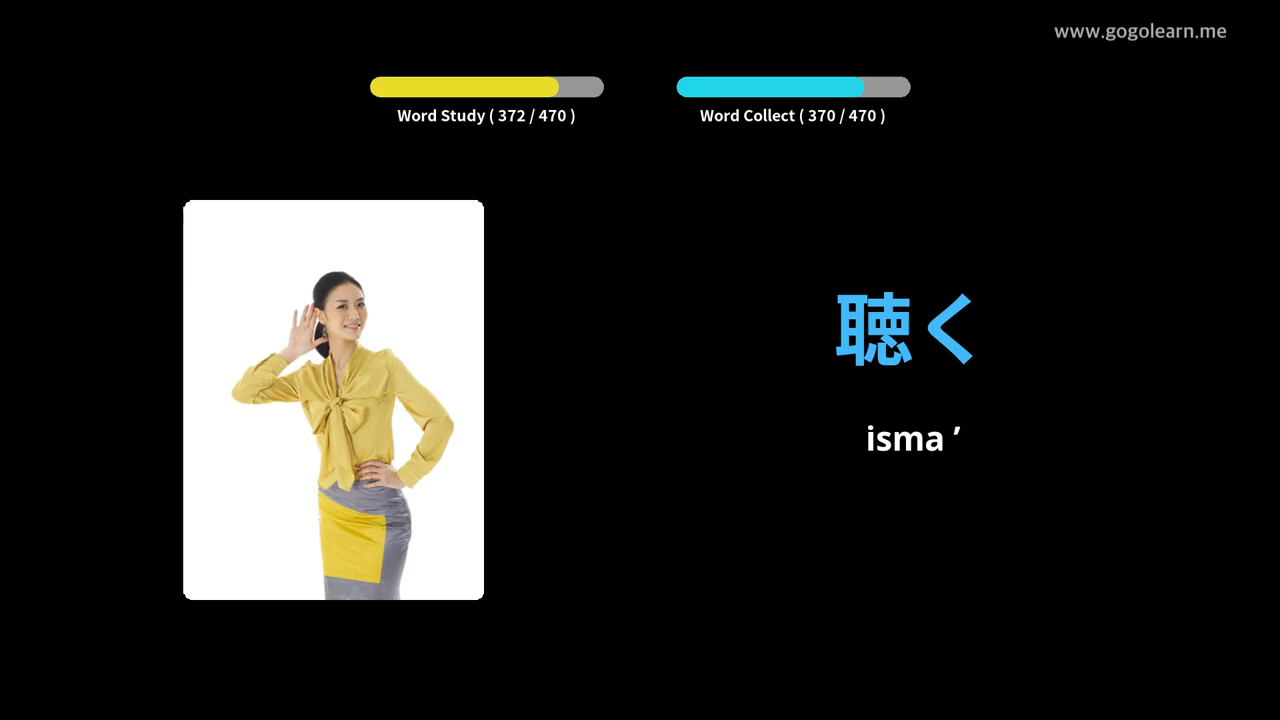 www.gogolearn.me
Word Study ( 372 / 470 )
Word Collect ( 370 / 470 )
聴く
isma ’